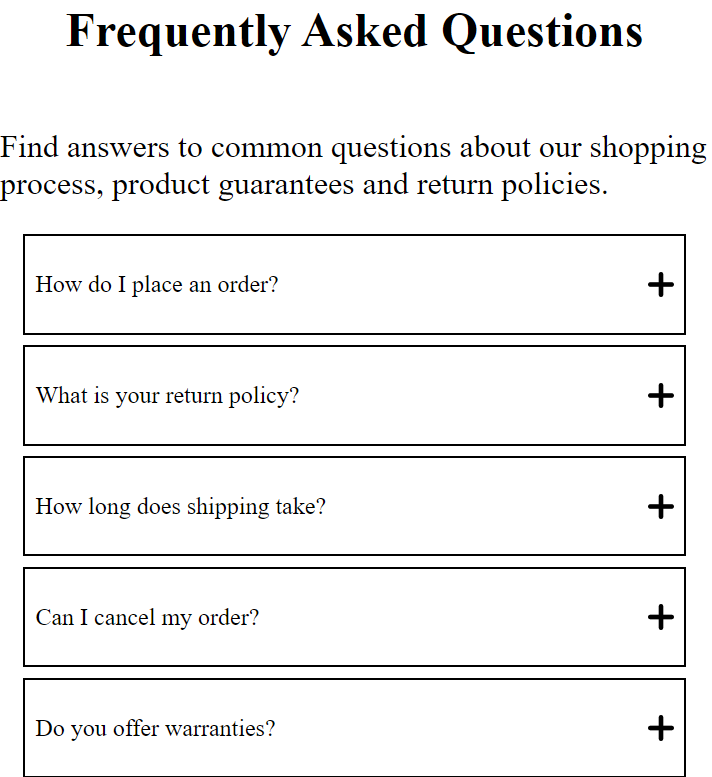 Frequently Asked Questions
Find answers to common questions about our shopping
process, product guarantees and return policies.
How do I place an order?
What is your return policy?
How long does shipping take?
Can I cancel my order?
Do you offer warranties?